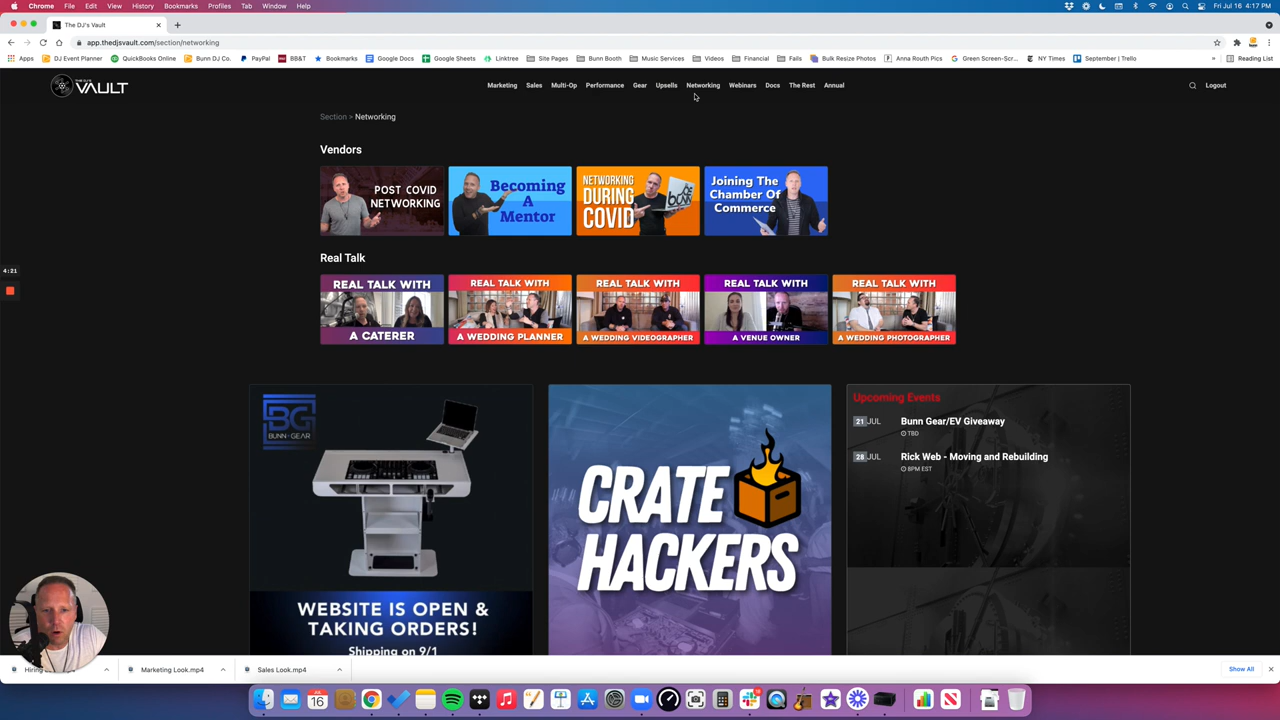 Chrome File Edit View History Bookmarks Profiles Tab Window Help
Fri Jul 16 4:17 PM
The DJ's Vault
app.thedjsvault.com/section/networking
Apps DJ Event Planner QuickBooks Online Bunn DJ Co. PayPal BB&T Bookmarks Google Docs Google Sheets Linktree Site Pages Bunn Booth Music Services Videos Financial Fails Bulk Resize Photos Anna Routh Pics Green Screen-Scr... NY Times September | Trello » Reading List
THE DJ'S
VAULT
Marketing Sales Multi-Op Performance Gear Upsells Networking Webinars Docs The Rest Annual
Logout
Section > Networking
Vendors
POST COVID
NETWORKING
Becoming
A
Mentor
NETWORKING
DURING
COVID
JOE
BUNN
Joining The
Chamber Of
Commerce
4:21
Real Talk
REAL TALK WITH
A CATERER
REAL TALK WITH
A WEDDING PLANNER
REAL TALK WITH
A WEDDING VIDEOGRAPHER
REAL TALK WITH
A VENUE OWNER
REAL TALK WITH
A WEDDING PHOTOGRAPHER
BG
BUNN GEAR
WEBSITE IS OPEN &
TAKING ORDERS!
Shipping on 9/1
CRATE
HACKERS
Upcoming Events
21 JUL Bunn Gear/EV Giveaway
TBD
28 JUL Rick Web - Moving and Rebuilding
8PM EST
Marketing Look.mp4
Sales Look.mp4
Show All